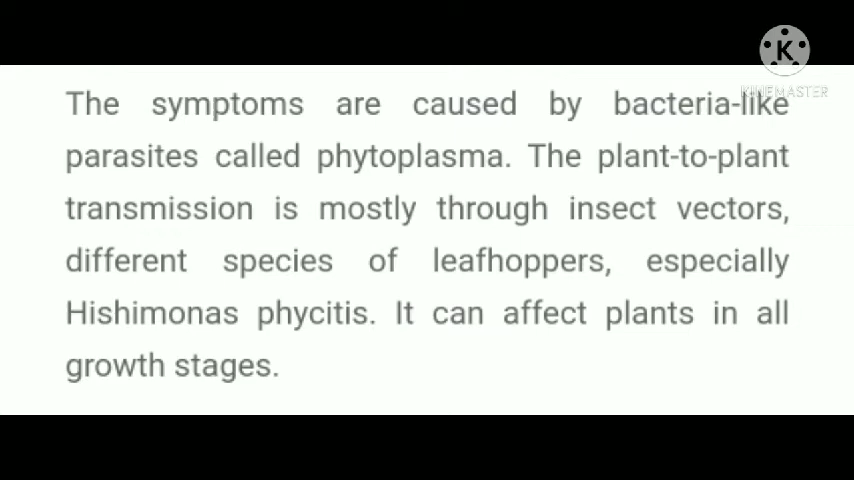 K
KINEMASTER
The symptoms are caused by bacteria-like
parasites called phytoplasma. The plant-to-plant
transmission is mostly through insect vectors,
different species of leafhoppers, especially
Hishimonas phycitis. It can affect plants in all
growth stages.